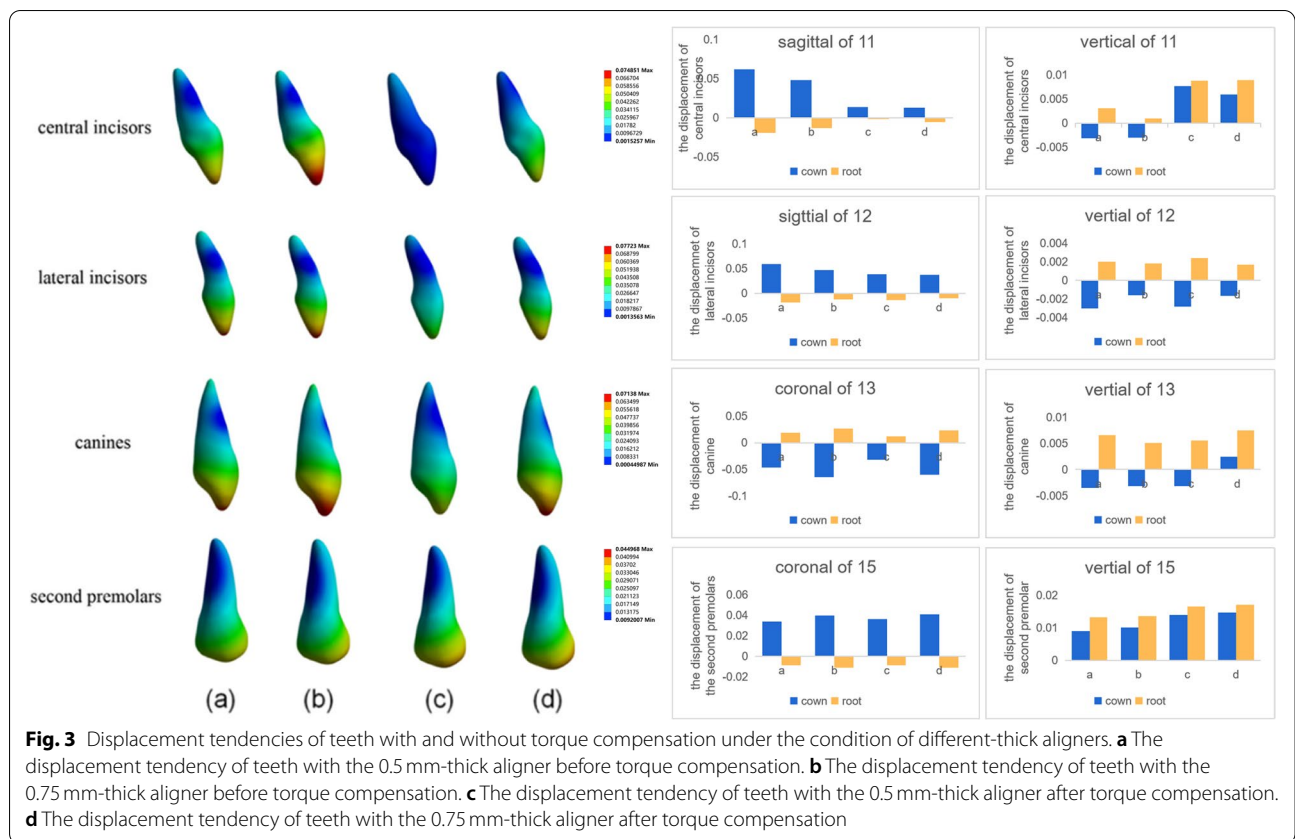 central incisors
0.074851 Max
0.066704
0.058556
0.050409
0.042262
0.034115
0.025967
0.01782
0.0096729
0.0015257 Min
lateral incisors
0.07723 Max
0.068799
0.060369
0.051938
0.043508
0.035078
0.026647
0.018217
0.0097867
0.0013563 Min
canines
0.07138 Max
0.063499
0.055618
0.047737
0.039856
0.031974
0.024093
0.016212
0.008331
0.00044987 Min
second premolars
0.044968 Max
0.040994
0.03702
0.033046
0.029071
0.025097
0.021123
0.017149
0.013175
0.0092007 Min
(a) (b) (c) (d)
sagittal of 11
the displacement of
central incisors
0.1
0.05
0
-0.05
a b c d
cown root
vertical of 11
the displacement of
central incisors
0.01
0.005
0
-0.005
a b c d
cown root
sigttial of 12
the displacemnet of
lateral incisors
0.1
0.05
0
-0.05
a b c d
cown root
vertial of 12
the displacement of
lateral incisors
0.004
0.002
0
-0.002
-0.004
a b c d
cown root
coronal of 13
the displacement of
canine
0.05
0
-0.05
-0.1
a b c d
cown root
vertial of 13
the displacement of
canine
0.01
0.005
0
-0.005
a b c d
cown root
coronal of 15
the displacement of
the second premolars
0.06
0.04
0.02
0
-0.02
a b c d
cown root
vertial of 15
the displacement of
second premolar
0.02
0.01
0
a b c d
cown root
Fig. 3 Displacement tendencies of teeth with and without torque compensation under the condition of different-thick aligners. a The
displacement tendency of teeth with the 0.5 mm-thick aligner before torque compensation. b The displacement tendency of teeth with the
0.75 mm-thick aligner before torque compensation. c The displacement tendency of teeth with the 0.5 mm-thick aligner after torque compensation.
d The displacement tendency of teeth with the 0.75 mm-thick aligner after torque compensation